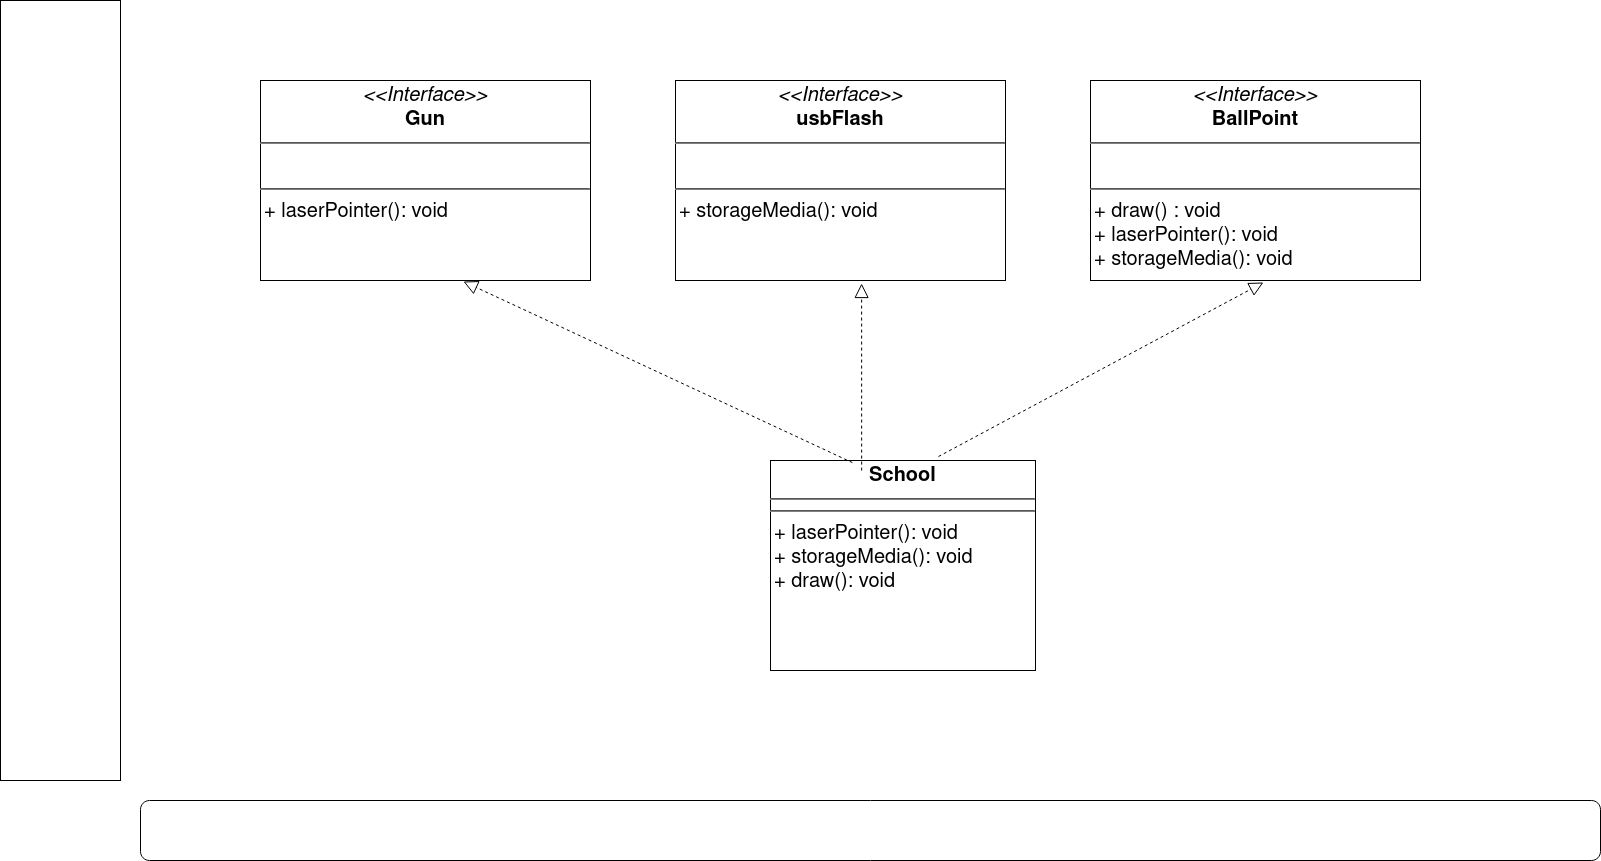 <<Interface>>
Gun
+ laserPointer(): void
<<Interface>>
usbFlash
+ storageMedia(): void
<<Interface>>
BallPoint
+ draw() : void
+ laserPointer(): void
+ storageMedia(): void
School
+ laserPointer(): void
+ storageMedia(): void
+ draw(): void